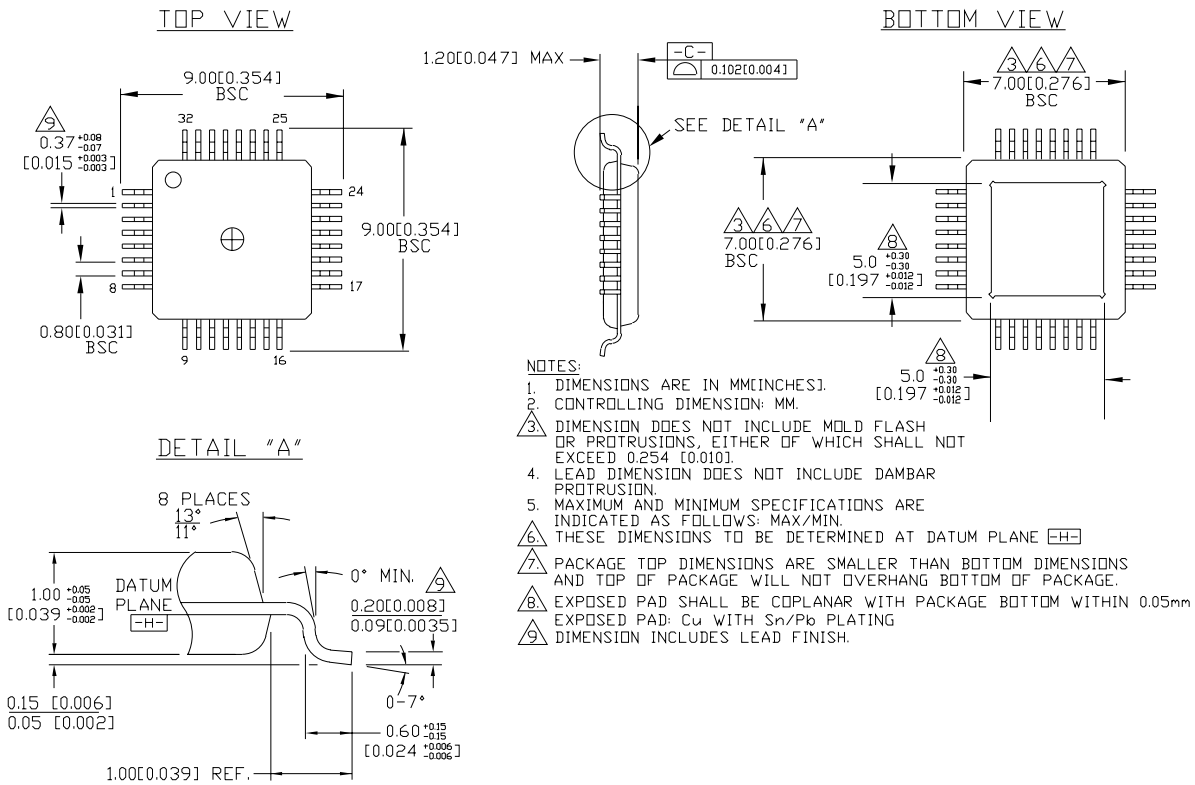 TOP VIEW
9.00[0.354]
BSC
9
0.37 +0.08 -0.07
[0.015 +0.003 -0.003]
32
25
1
24
8
17
9
16
9.00[0.354]
BSC
0.80[0.031]
BSC
1.20[0.047] MAX
-C-
0.102[0.004]
SEE DETAIL "A"
BOTTOM VIEW
3 6 7
7.00[0.276]
BSC
3 6 7
7.00[0.276]
BSC
8
5.0 +0.30 -0.30
[0.197 +0.012 -0.012]
8
5.0 +0.30 -0.30
[0.197 +0.012 -0.012]
NOTES:
1. DIMENSIONS ARE IN MM[INCHES].
2. CONTROLLING DIMENSION: MM.
3. DIMENSION DOES NOT INCLUDE MOLD FLASH
OR PROTRUSIONS, EITHER OF WHICH SHALL NOT
EXCEED 0.254 [0.010].
4. LEAD DIMENSION DOES NOT INCLUDE DAMBAR
PROTRUSION.
5. MAXIMUM AND MINIMUM SPECIFICATIONS ARE
INDICATED AS FOLLOWS: MAX/MIN.
6. THESE DIMENSIONS TO BE DETERMINED AT DATUM PLANE -H-
7. PACKAGE TOP DIMENSIONS ARE SMALLER THAN BOTTOM DIMENSIONS
AND TOP OF PACKAGE WILL NOT OVERHANG BOTTOM OF PACKAGE.
8. EXPOSED PAD SHALL BE COPLANAR WITH PACKAGE BOTTOM WITHIN 0.05mm
EXPOSED PAD: Cu WITH Sn/Pb PLATING
9. DIMENSION INCLUDES LEAD FINISH.
DETAIL "A"
8 PLACES
13°
11°
1.00 +0.05 -0.05
[0.039 +0.002 -0.002]
DATUM
PLANE
-H-
0° MIN.
9
0.20[0.008]
0.09[0.0035]
0-7°
0.15 [0.006]
0.05 [0.002]
0.60 +0.15 -0.15
[0.024 +0.006 -0.006]
1.00[0.039] REF.